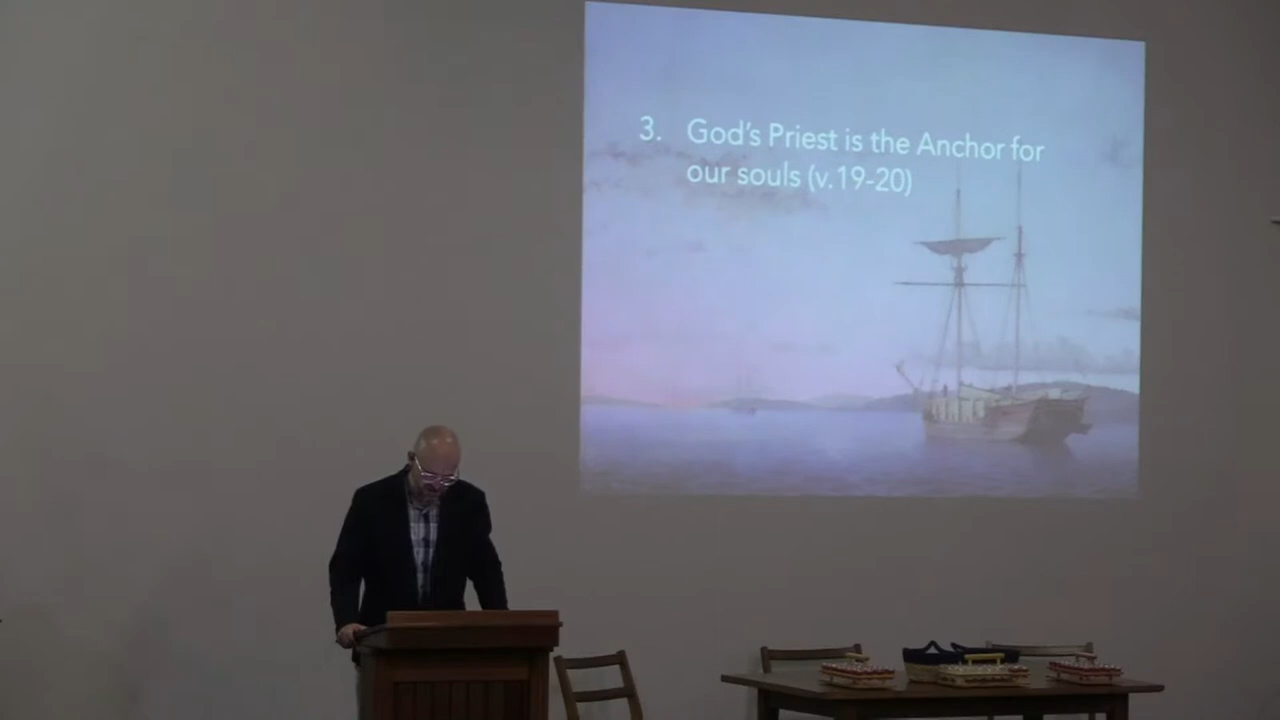 3. God's Priest is the Anchor for
our souls (v.19-20)